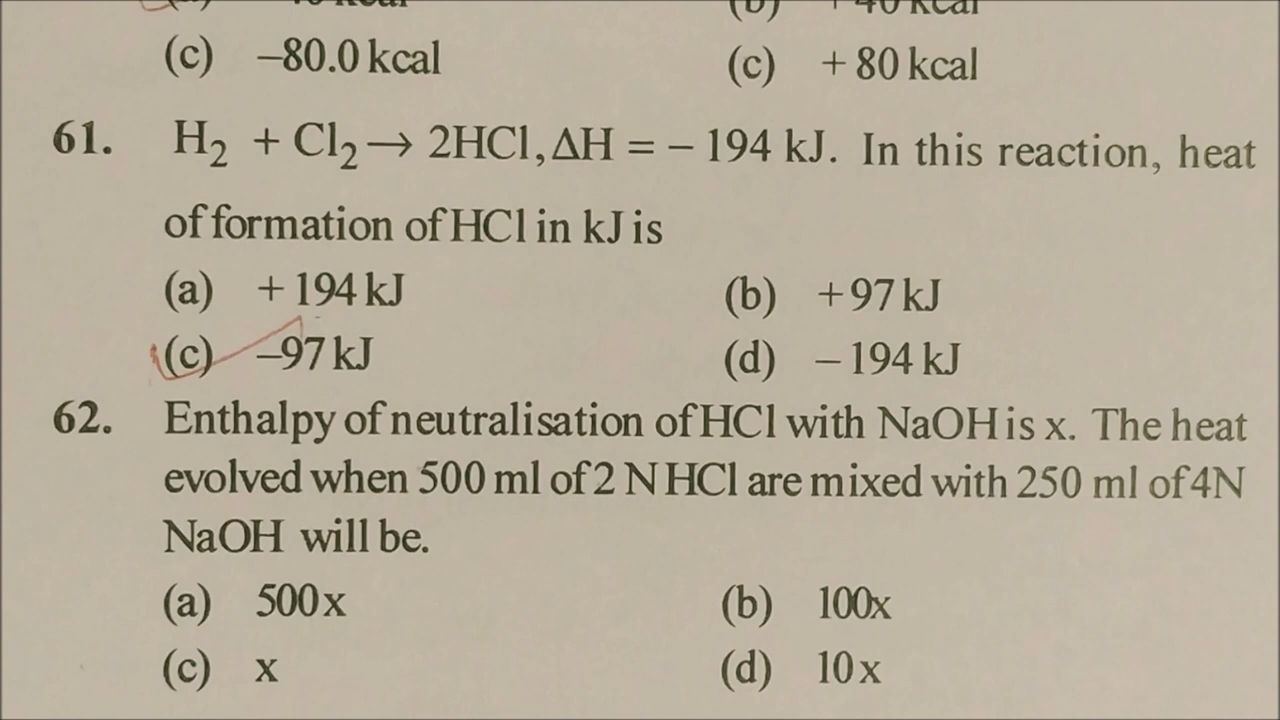 (b) + 40 kcal
(c) –80.0 kcal (c) + 80 kcal
61. H₂ + Cl₂ → 2HCl, ΔH = – 194 kJ. In this reaction, heat
of formation of HCl in kJ is
(a) + 194 kJ (b) +97 kJ
(c) –97 kJ (d) – 194 kJ
62. Enthalpy of neutralisation of HCl with NaOH is x. The heat
evolved when 500 ml of 2 N HCl are mixed with 250 ml of 4N
NaOH will be.
(a) 500x (b) 100x
(c) x (d) 10x